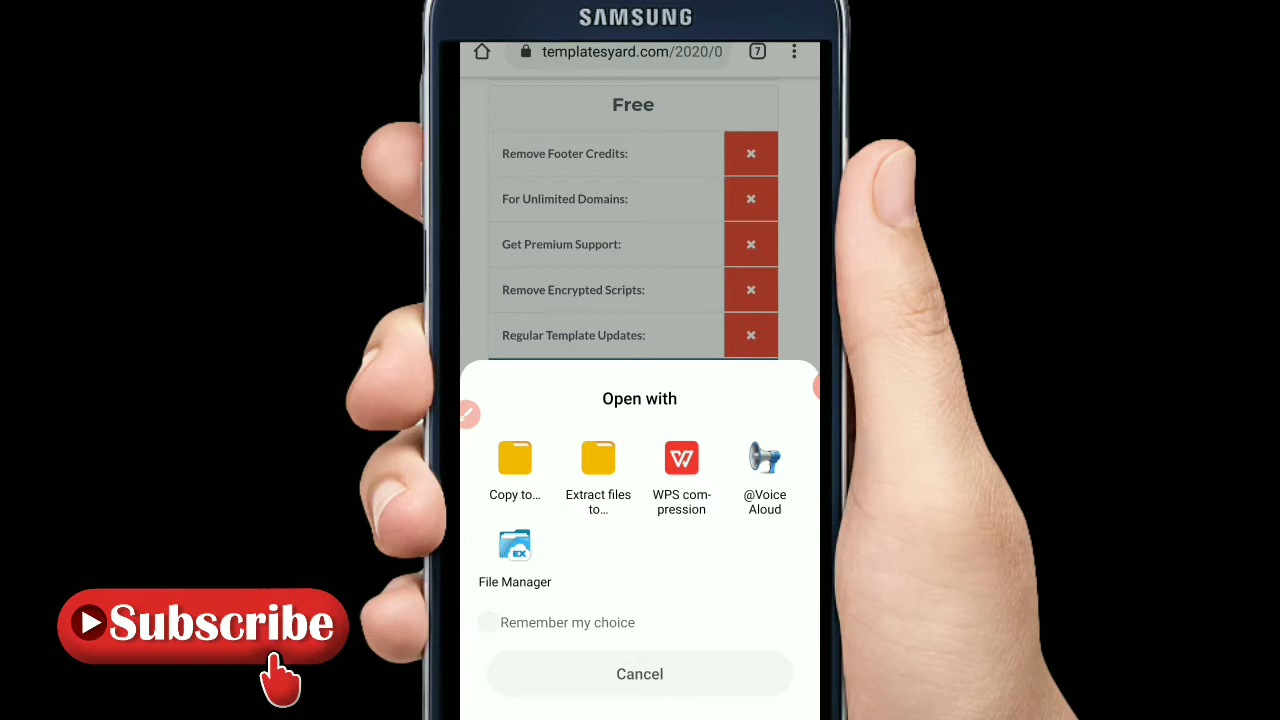 SAMSUNG
templatesyard.com/2020/0
7
Free
Remove Footer Credits:
For Unlimited Domains:
Get Premium Support:
Remove Encrypted Scripts:
Regular Template Updates:
Open with
Copy to...
Extract files
to...
WPS com-
pression
@Voice
Aloud
EX
File Manager
Remember my choice
Cancel
Subscribe